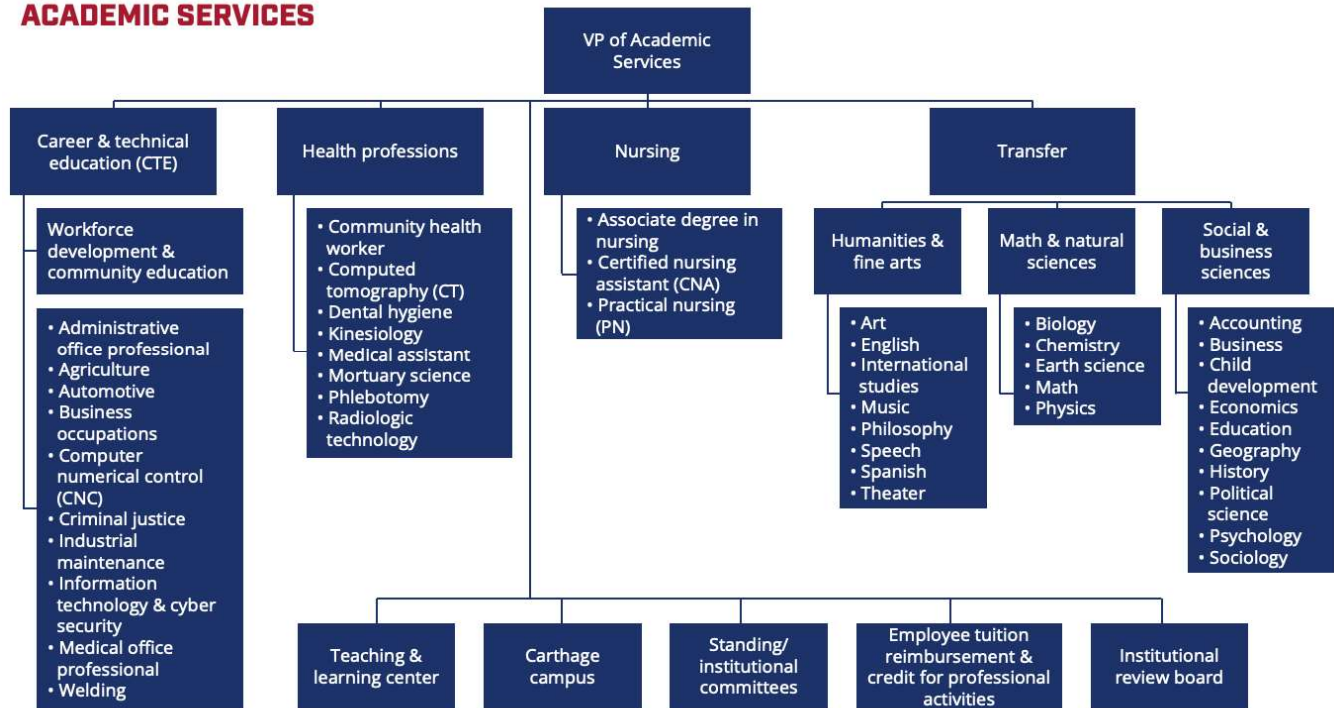 ACADEMIC SERVICES
VP of Academic
Services
Career & technical
education (CTE)
Health professions
Nursing
Transfer
Workforce
development &
community education
• Administrative
office professional
• Agriculture
• Automotive
• Business
occupations
• Computer
numerical control
(CNC)
• Criminal justice
• Industrial
maintenance
• Information
technology & cyber
security
• Medical office
professional
• Welding
• Community health
worker
• Computed
tomography (CT)
• Dental hygiene
• Kinesiology
• Medical assistant
• Mortuary science
• Phlebotomy
• Radiologic
technology
• Associate degree in
nursing
• Certified nursing
assistant (CNA)
• Practical nursing
(PN)
Humanities &
fine arts
• Art
• English
• International
studies
• Music
• Philosophy
• Speech
• Spanish
• Theater
Math & natural
sciences
• Biology
• Chemistry
• Earth science
• Math
• Physics
Social &
business
sciences
• Accounting
• Business
• Child
development
• Economics
• Education
• Geography
• History
• Political
science
• Psychology
• Sociology
Teaching &
learning center
Carthage
campus
Standing/
institutional
committees
Employee tuition
reimbursement &
credit for professional
activities
Institutional
review board